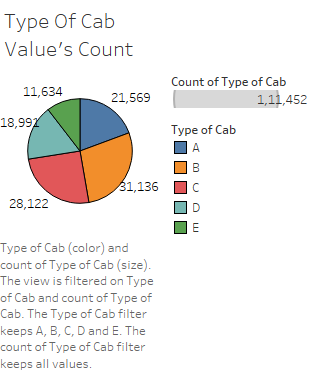 Type Of Cab
Value's Count
11,634
21,569
18,991
31,136
28,122
Count of Type of Cab
1,11,452
Type of Cab
A
B
C
D
E
Type of Cab (color) and
count of Type of Cab (size).
The view is filtered on Type
of Cab and count of Type of
Cab. The Type of Cab filter
keeps A, B, C, D and E. The
count of Type of Cab filter
keeps all values.